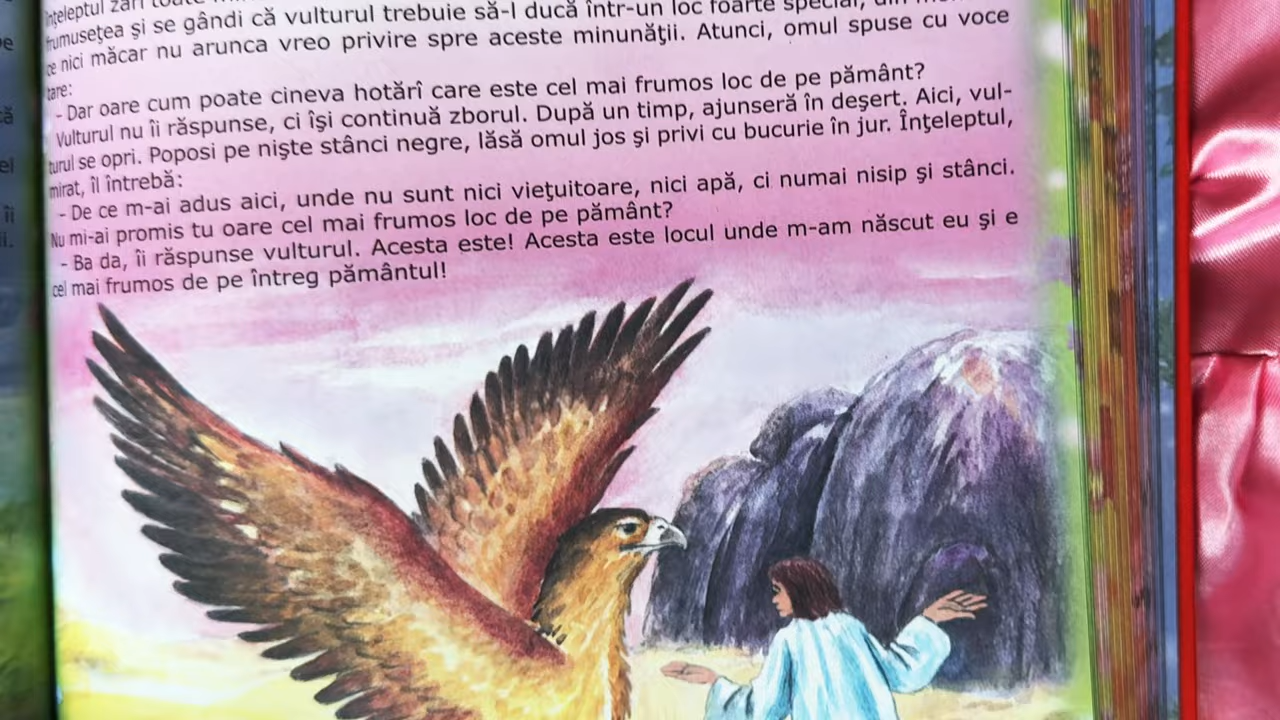 înţeleptul zări toate
frumuseţea şi se gândi că vulturul trebuie să-l ducă într-un loc foarte special, din
ce nici măcar nu arunca vreo privire spre aceste minunăţii. Atunci, omul spuse cu voce
tare:
- Dar oare cum poate cineva hotărî care este cel mai frumos loc de pe pământ?
Vulturul nu îi răspunse, ci îşi continuă zborul. După un timp, ajunseră în deşert. Aici, vul-
turul se opri. Poposi pe nişte stânci negre, lăsă omul jos şi privi cu bucurie în jur. Înţeleptul,
mirat, îl întrebă:
- De ce m-ai adus aici, unde nu sunt nici vieţuitoare, nici apă, ci numai nisip şi stânci.
Nu mi-ai promis tu oare cel mai frumos loc de pe pământ?
- Ba da, îi răspunse vulturul. Acesta este! Acesta este locul unde m-am născut eu şi e
cel mai frumos de pe întreg pământul!